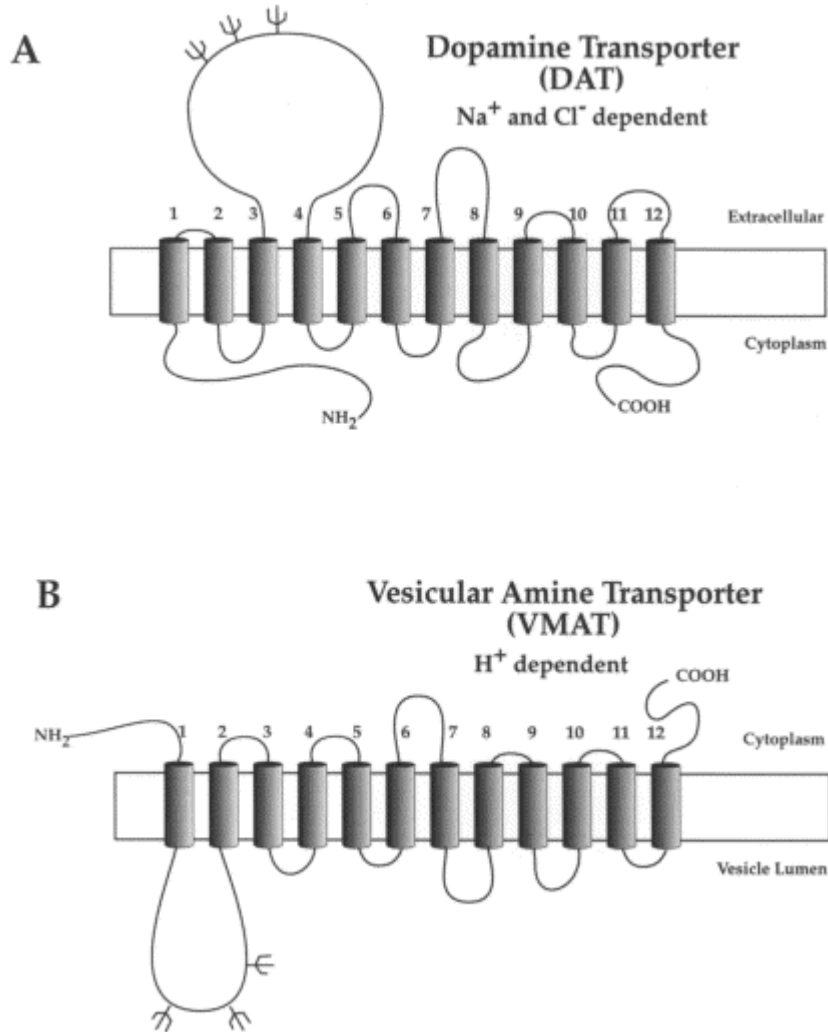 A
Dopamine Transporter
(DAT)
Na⁺ and Cl⁻ dependent
1 2 3 4 5 6 7 8 9 10 11 12
Extracellular
Cytoplasm
NH₂
COOH
B
Vesicular Amine Transporter
(VMAT)
H⁺ dependent
COOH
NH₂
1 2 3 4 5 6 7 8 9 10 11 12
Cytoplasm
Vesicle Lumen